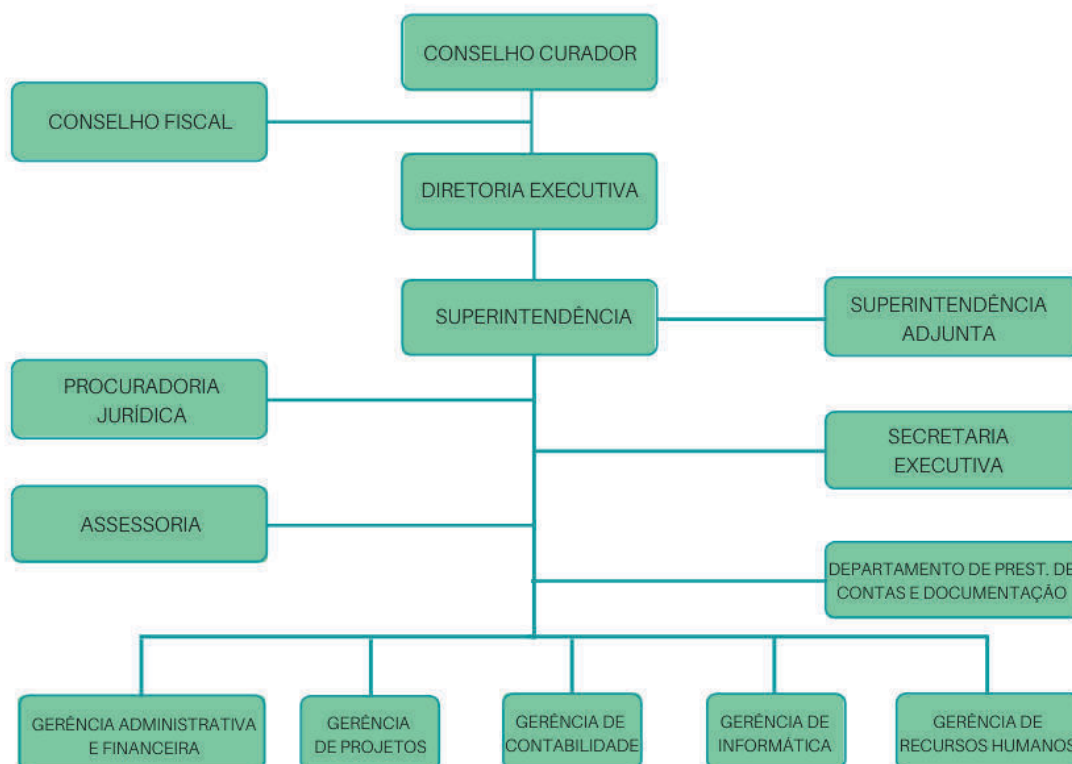 CONSELHO CURADOR
CONSELHO FISCAL
DIRETORIA EXECUTIVA
SUPERINTENDÊNCIA
SUPERINTENDÊNCIA
ADJUNTA
PROCURADORIA
JURÍDICA
SECRETARIA
EXECUTIVA
ASSESSORIA
DEPARTAMENTO DE PREST. DE
CONTAS E DOCUMENTAÇÃO
GERÊNCIA ADMINISTRATIVA
E FINANCEIRA
GERÊNCIA
DE PROJETOS
GERÊNCIA DE
CONTABILIDADE
GERÊNCIA DE
INFORMÁTICA
GERÊNCIA DE
RECURSOS HUMANOS